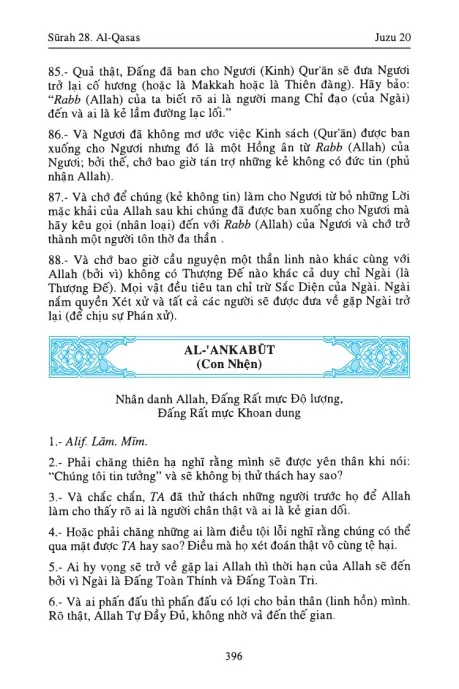 Sūrah 28. Al-Qasas Juzu 20
85.- Quả thật, Đấng đã ban cho Ngươi (Kinh) Qur'ān sẽ đưa Ngươi
trở lại cố hương (hoặc là Makkah hoặc là Thiên đàng). Hãy bảo:
“Rabb (Allah) của ta biết rõ ai là người mang Chỉ đạo (của Ngài)
đến và ai là kẻ lầm đường lạc lối.”
86.- Và Ngươi đã không mơ ước việc Kinh sách (Qur'ān) được ban
xuống cho Ngươi nhưng đó là một Hồng ân từ Rabb (Allah) của
Ngươi; bởi thế, chớ bao giờ tán trợ những kẻ không có đức tin (phủ
nhận Allah).
87.- Và chớ để chúng (kẻ không tin) làm cho Ngươi từ bỏ những Lời
mặc khải của Allah sau khi chúng đã được ban xuống cho Ngươi mà
hãy kêu gọi (nhân loại) đến với Rabb (Allah) của Ngươi và chớ trở
thành một người tôn thờ đa thần .
88.- Và chớ bao giờ cầu nguyện một thần linh nào khác cùng với
Allah (bởi vì) không có Thượng Đế nào khác cả duy chỉ Ngài (là
Thượng Đế). Mọi vật đều tiêu tan chỉ trừ Sắc Diện của Ngài. Ngài
nắm quyền Xét xử và tất cả các người sẽ được đưa về gặp Ngài trở
lại (để chịu sự Phán xử).
AL-'ANKABŪT
(Con Nhện)
Nhân danh Allah, Đấng Rất mực Độ lượng,
Đấng Rất mực Khoan dung
1.- Alif. Lām. Mīm.
2.- Phải chăng thiên hạ nghĩ rằng mình sẽ được yên thân khi nói:
“Chúng tôi tin tưởng” và sẽ không bị thử thách hay sao?
3.- Và chắc chắn, TA đã thử thách những người trước họ để Allah
làm cho thấy rõ ai là người chân thật và ai là kẻ gian dối.
4.- Hoặc phải chăng những ai làm điều tội lỗi nghĩ rằng chúng có thể
qua mặt được TA hay sao? Điều mà họ xét đoán thật vô cùng tệ hại.
5.- Ai hy vọng sẽ trở về gặp lại Allah thì thời hạn của Allah sẽ đến
bởi vì Ngài là Đấng Toàn Thính và Đấng Toàn Tri.
6.- Và ai phấn đấu thì phấn đấu có lợi cho bản thân (linh hồn) mình.
Rõ thật, Allah Tự Đầy Đủ, không nhờ vả đến thế gian.
396